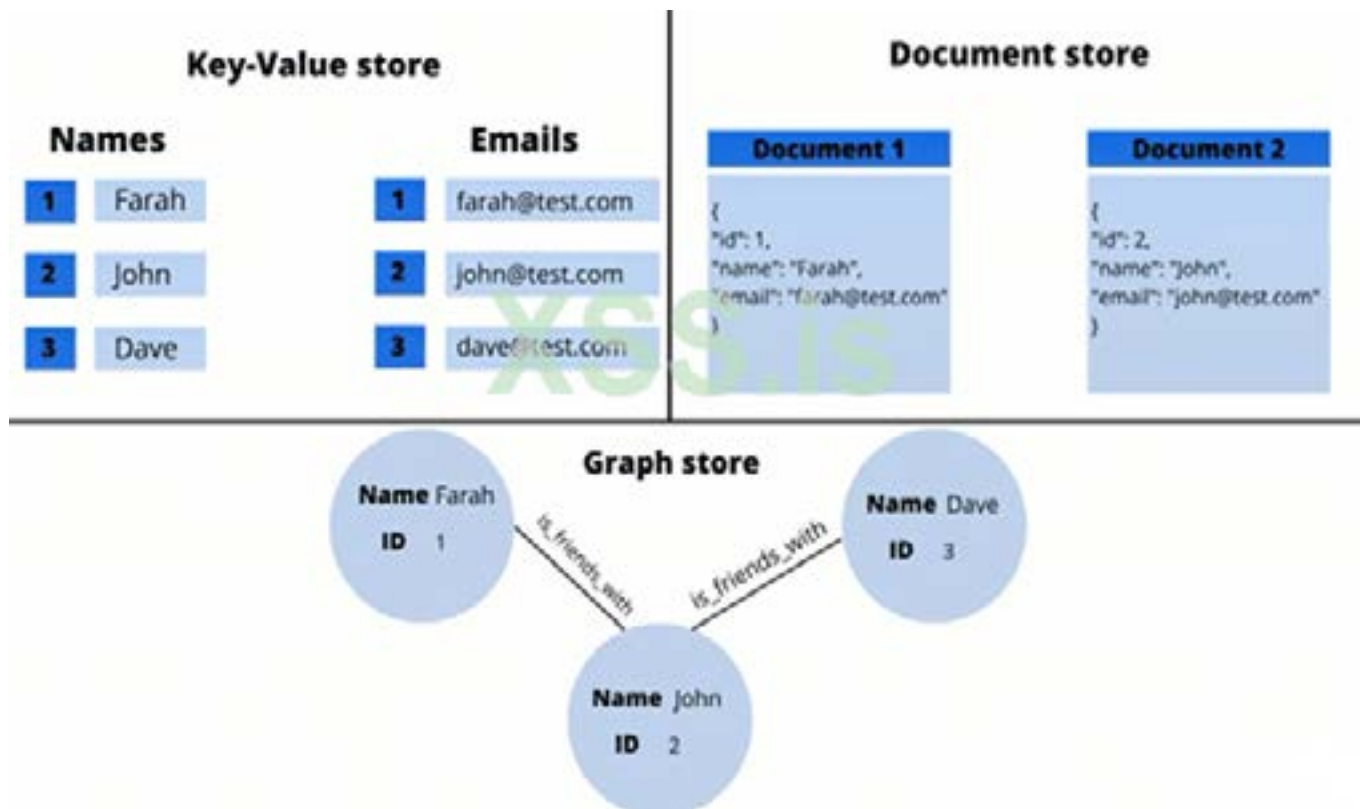 Key-Value store
Names
Emails
1 Farah
1 farah@test.com
2 John
2 john@test.com
3 Dave
3 dave@test.com
Document store
Document 1
{
"id": 1,
"name": "Farah",
"email": "farah@test.com"
}
Document 2
{
"id": 2,
"name": "John",
"email": "john@test.com"
}
XSS.is
Graph store
Name Farah
ID 1
is_friends_with
Name Dave
ID 3
is_friends_with
Name John
ID 2